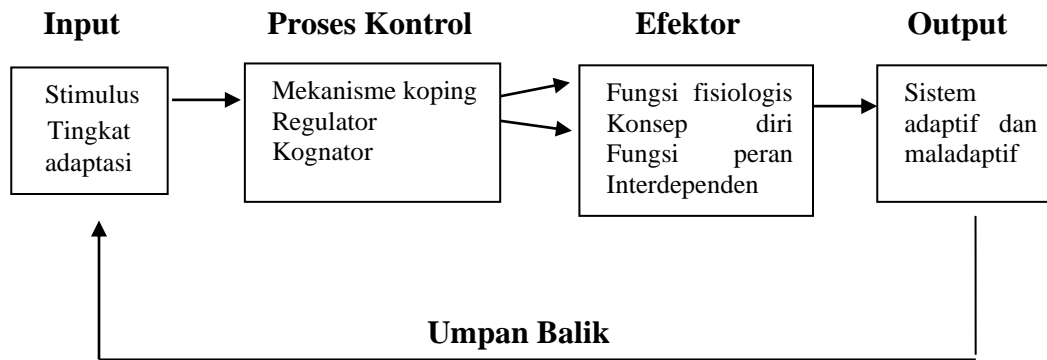 Input
Proses Kontrol
Efektor
Output
Stimulus
Tingkat
adaptasi
Mekanisme koping
Regulator
Kognator
Fungsi fisiologis
Konsep diri
Fungsi peran
Interdependen
Sistem
adaptif dan
maladaptif
Umpan Balik